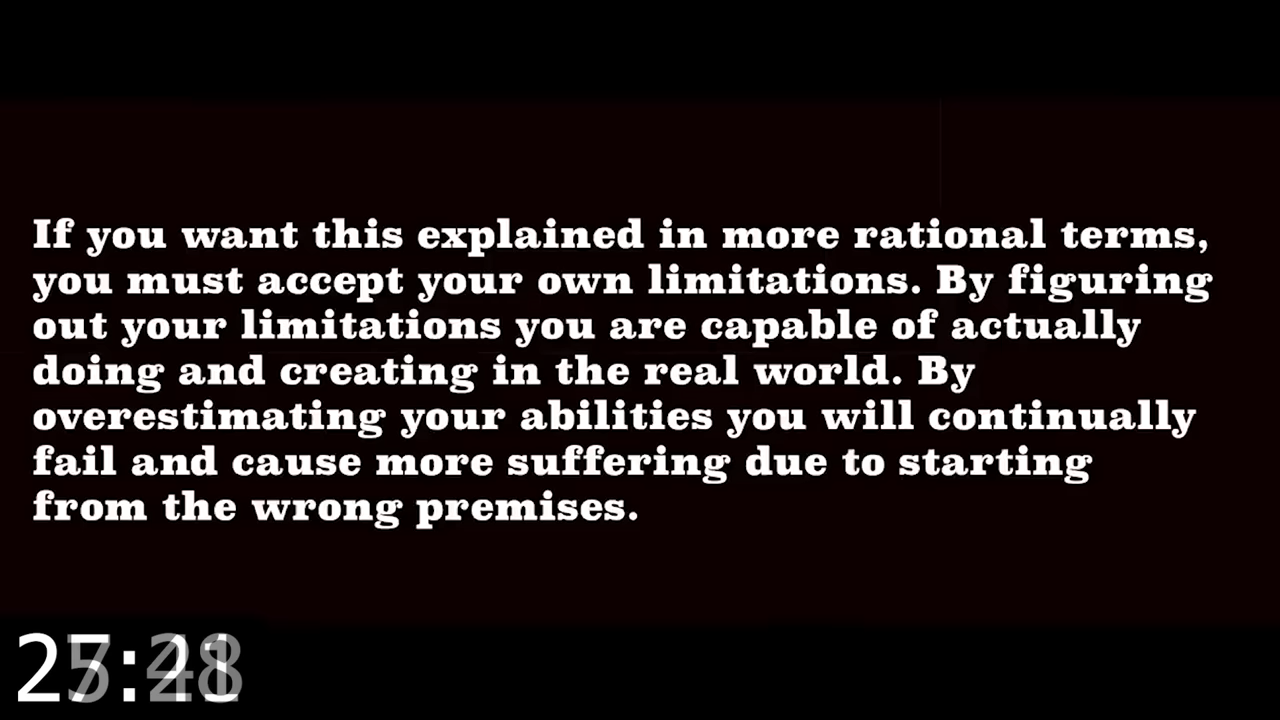 If you want this explained in more rational terms,
you must accept your own limitations. By figuring
out your limitations you are capable of actually
doing and creating in the real world. By
overestimating your abilities you will continually
fail and cause more suffering due to starting
from the wrong premises.